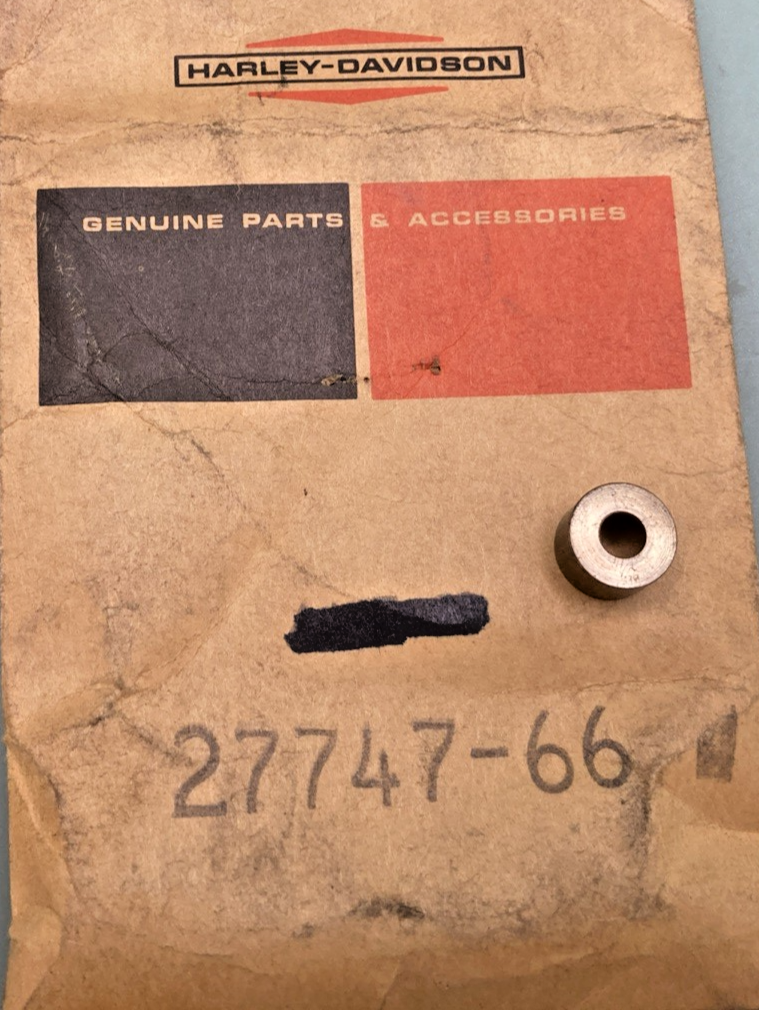 HARLEY-DAVIDSON
GENUINE PARTS & ACCESSORIES
27747-66